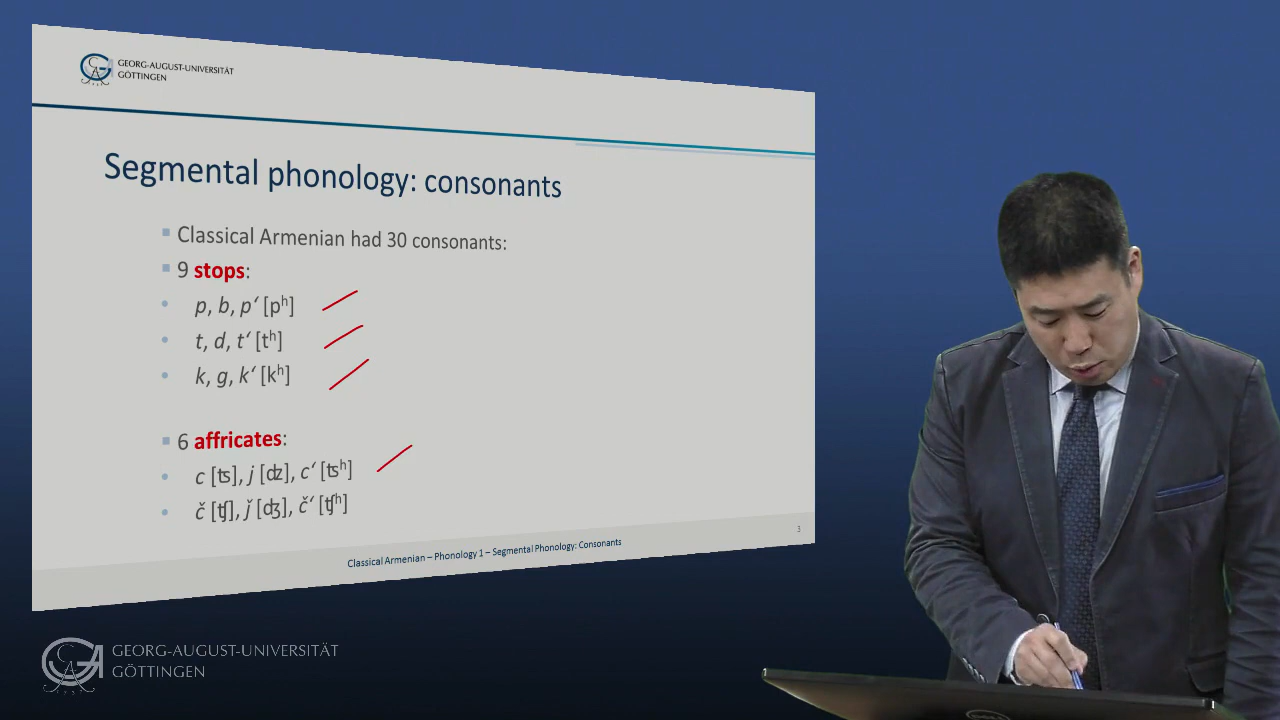 GEORG-AUGUST-UNIVERSITÄT
GÖTTINGEN
Segmental phonology: consonants
Classical Armenian had 30 consonants:
9 stops:
p, b, pʻ [pʰ]
t, d, tʻ [tʰ]
k, g, kʻ [kʰ]
6 affricates:
c [ʦ], j [ʣ], cʻ [ʦʰ]
č [ʧ], ǰ [ʤ], čʻ [ʧʰ]
3
Classical Armenian – Phonology 1 – Segmental Phonology: Consonants
GEORG-AUGUST-UNIVERSITÄT
GÖTTINGEN
DELL